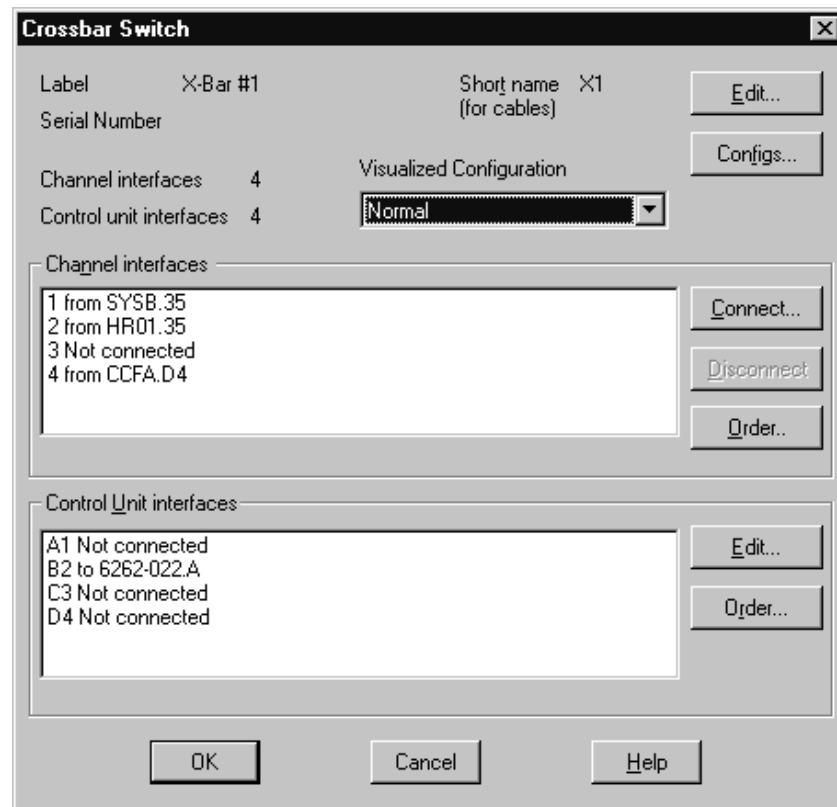 Crossbar Switch
Label X-Bar #1 Short name X1
(for cables)
Edit...
Serial Number
Configs...
Visualized Configuration
Channel interfaces 4
Control unit interfaces 4
Normal
Channel interfaces
1 from SYSB.35
2 from HR01.35
3 Not connected
4 from CCFA.D4
Connect...
Disconnect
Order..
Control Unit interfaces
A1 Not connected
B2 to 6262-022.A
C3 Not connected
D4 Not connected
Edit...
Order...
OK Cancel Help